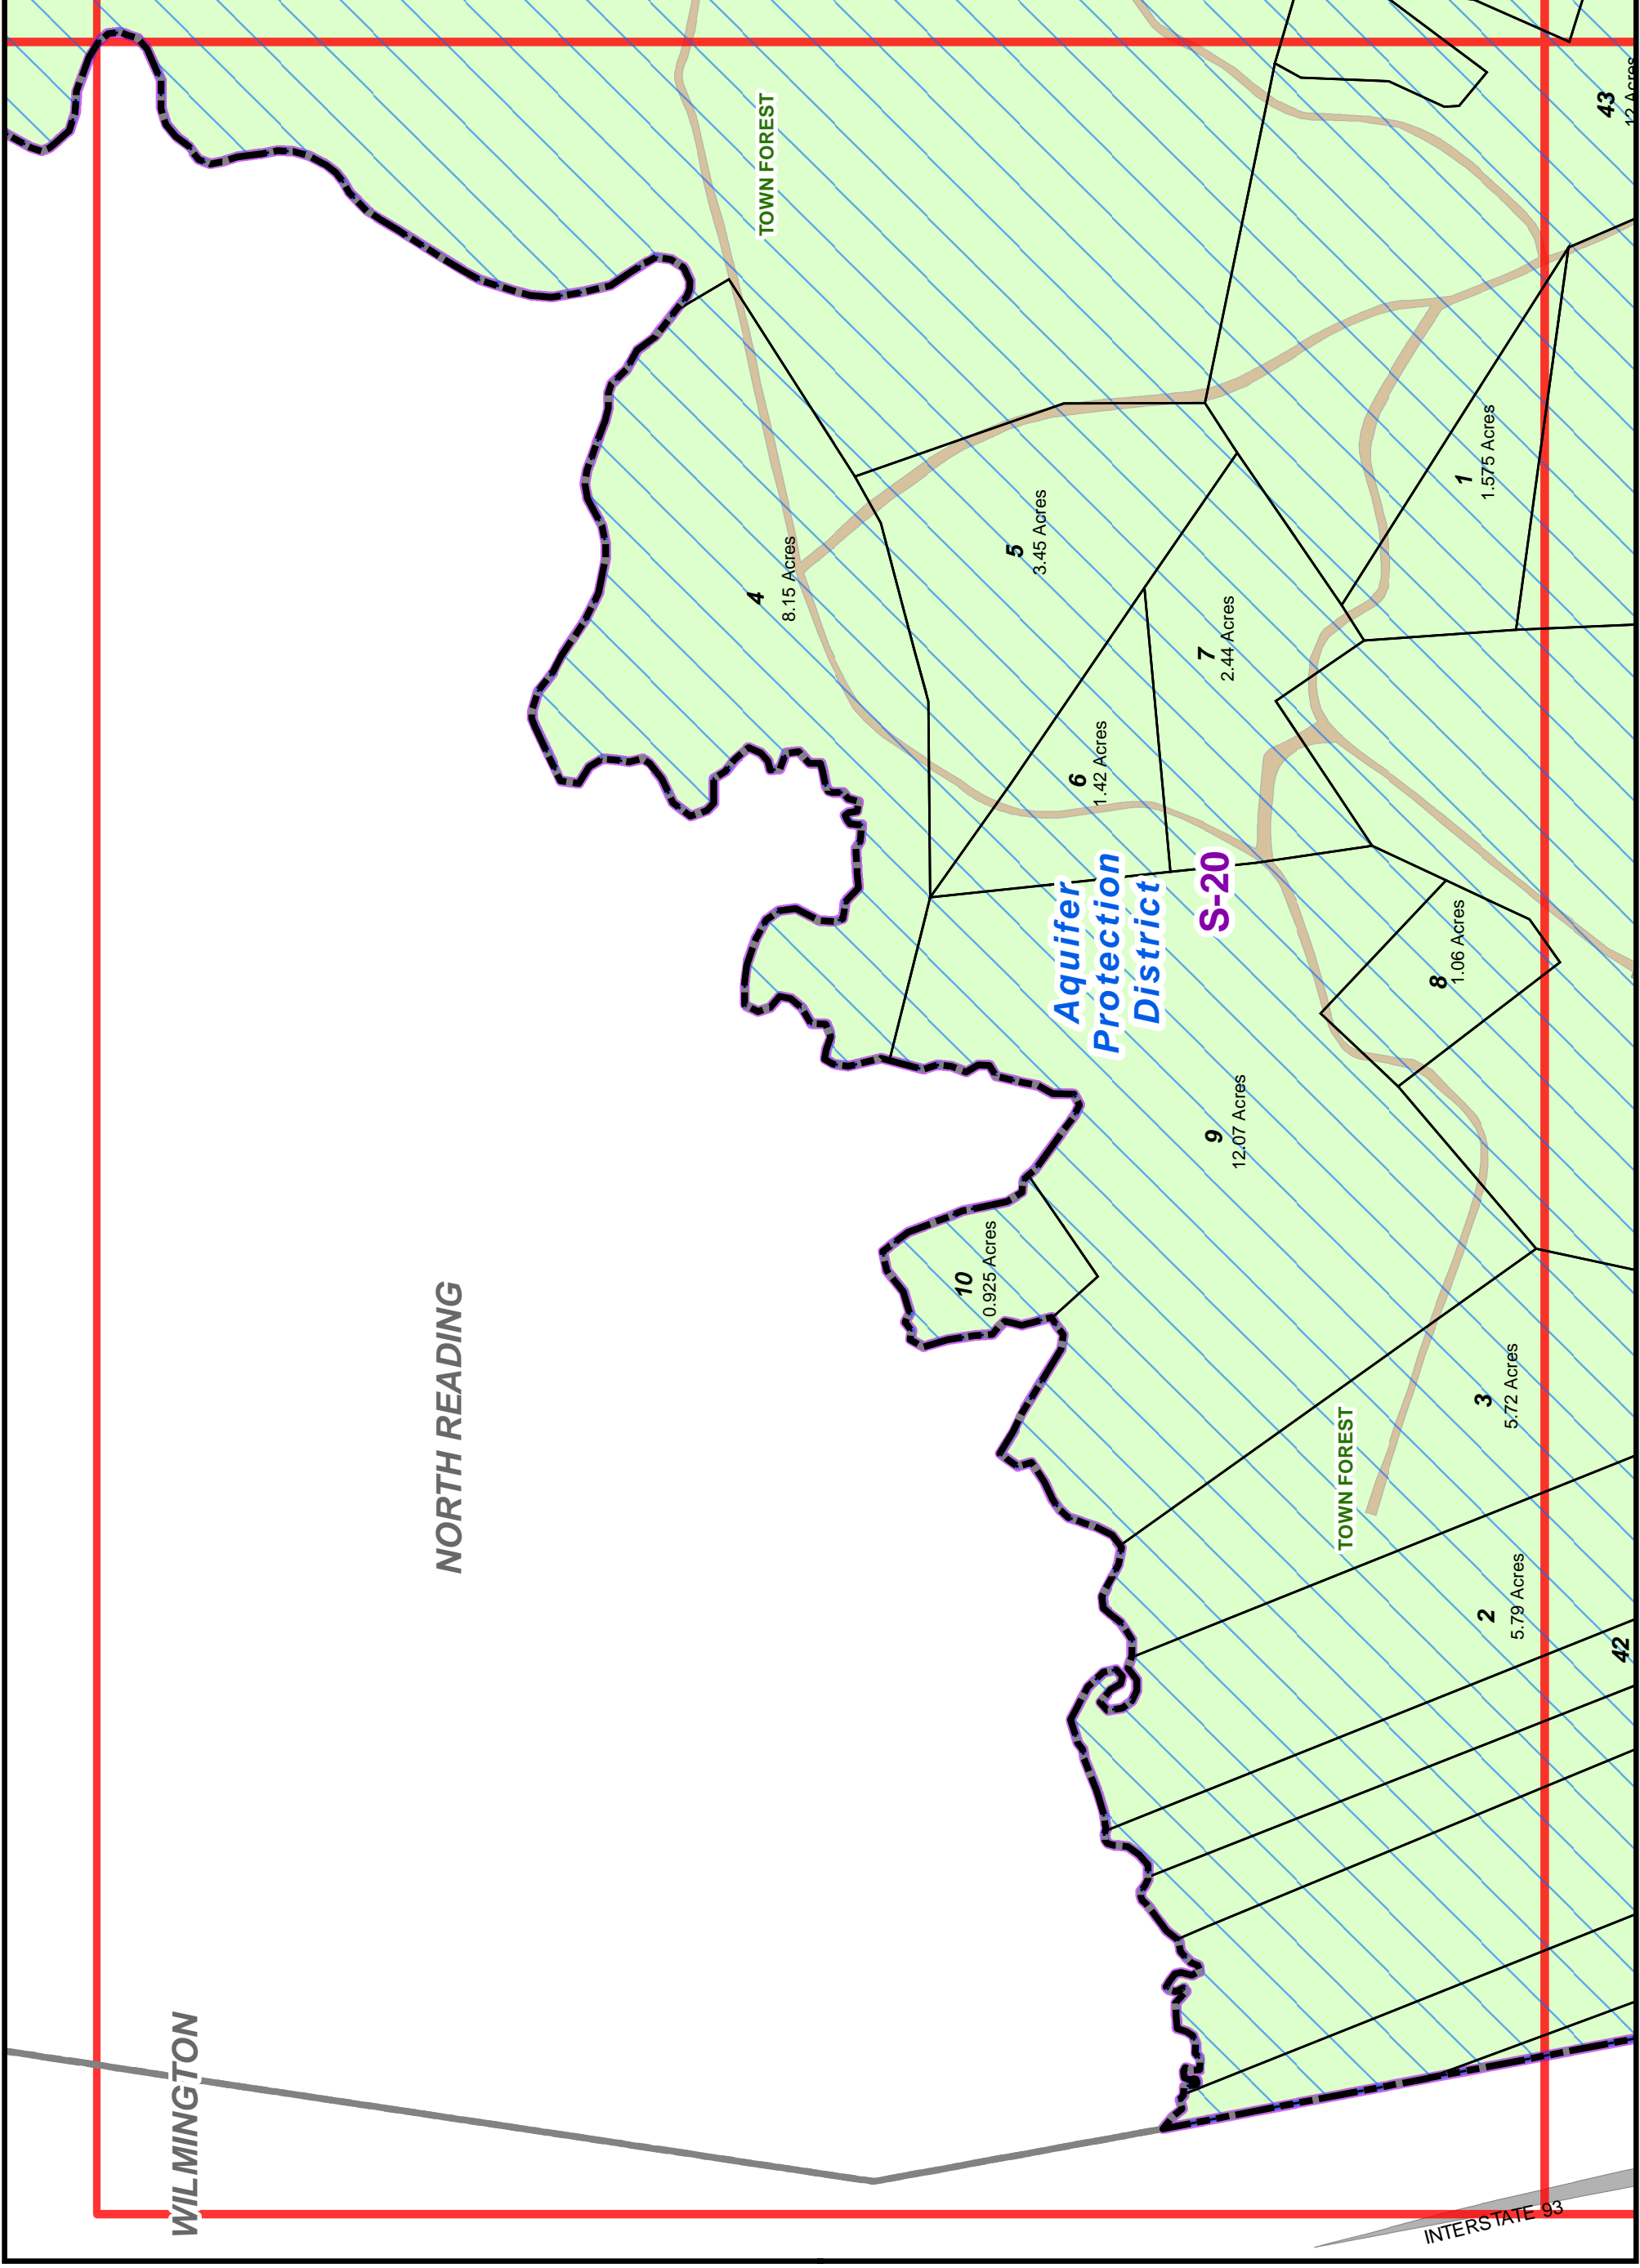 WILMINGTON
NORTH READING
TOWN FOREST
4
8.15 Acres
5
3.45 Acres
6
1.42 Acres
7
2.44 Acres
1
1.575 Acres
43
12 Acres
Aquifer
Protection
District
S-20
8
1.06 Acres
9
12.07 Acres
10
0.925 Acres
TOWN FOREST
3
5.72 Acres
2
5.79 Acres
42
INTERSTATE 93